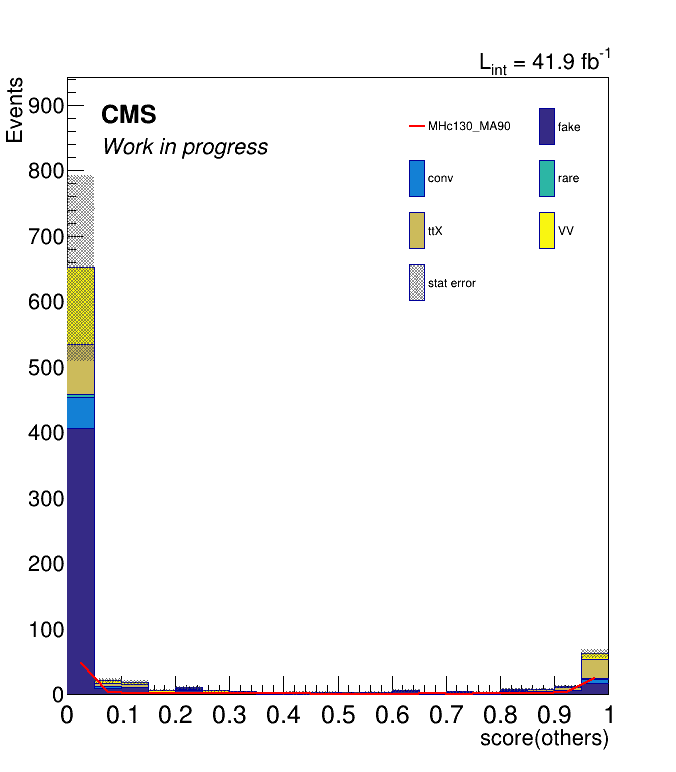 L_int = 41.9 fb^-1
Events
CMS
Work in progress
MHc130_MA90
fake
conv
rare
ttX
VV
stat error
900
800
700
600
500
400
300
200
100
0
0 0.1 0.2 0.3 0.4 0.5 0.6 0.7 0.8 0.9 1
score(others)